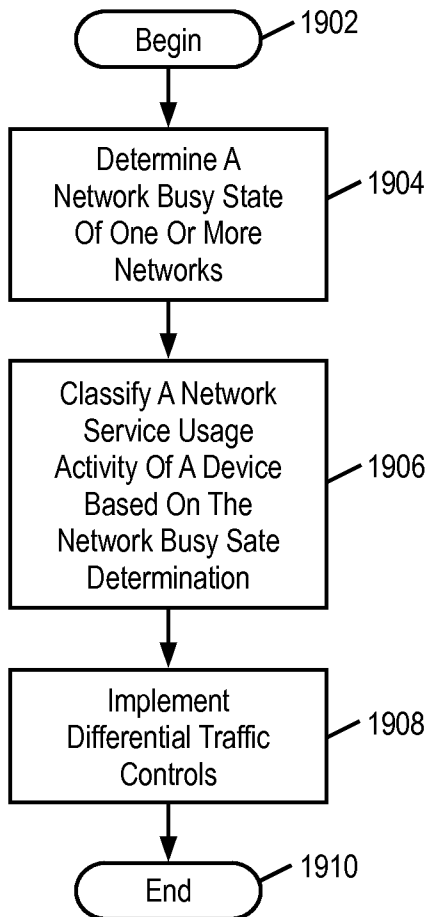 Begin
1902
Determine A
Network Busy State
Of One Or More
Networks
1904
Classify A Network
Service Usage
Activity Of A Device
Based On The
Network Busy Sate
Determination
1906
Implement
Differential Traffic
Controls
1908
End
1910